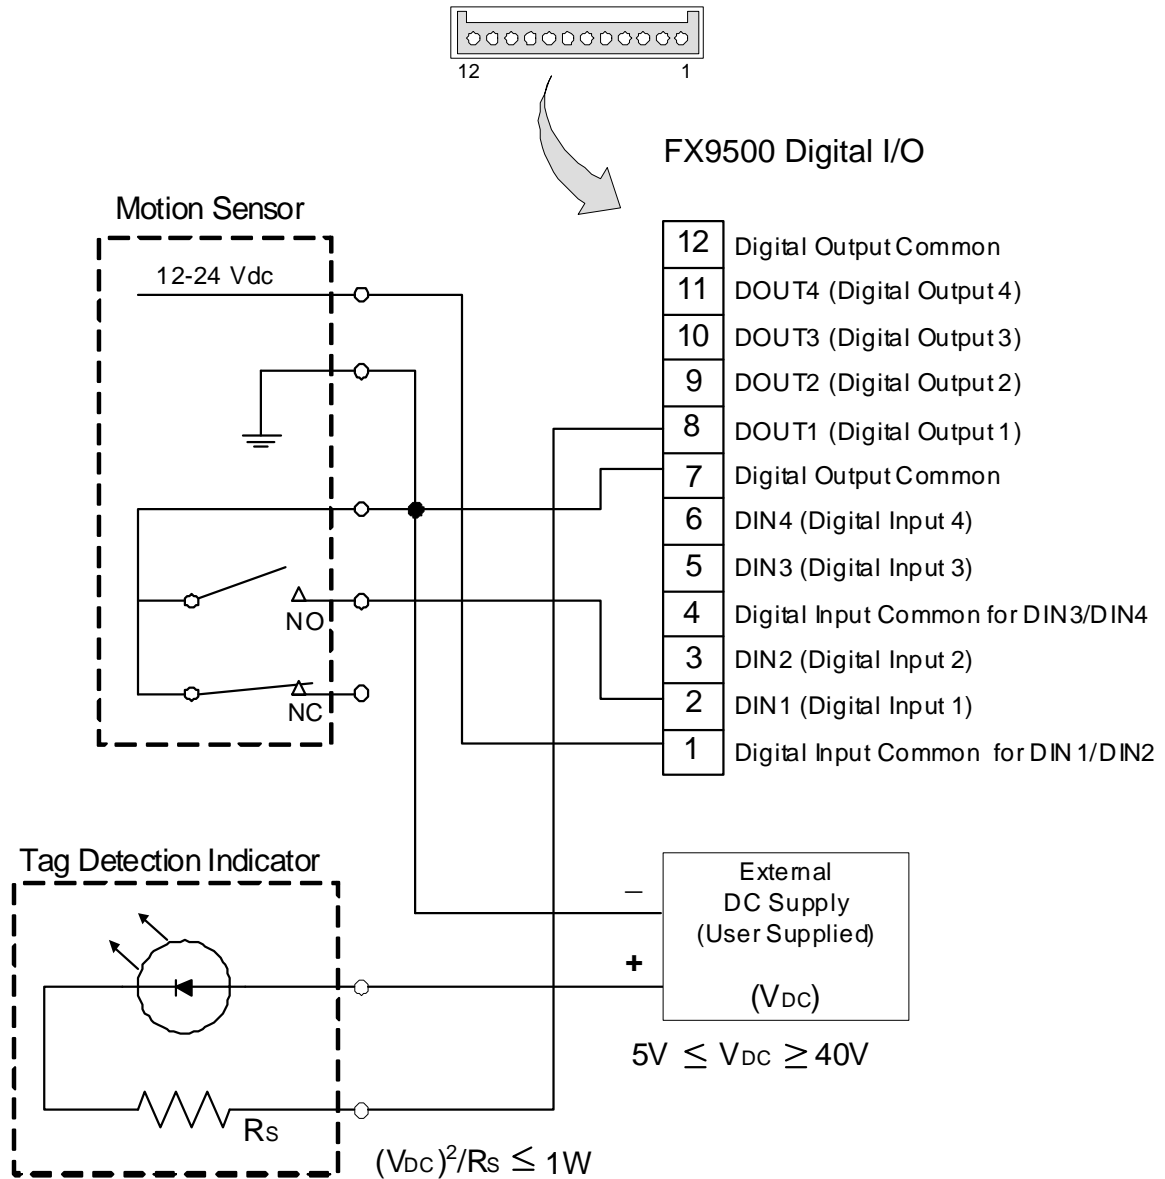 12 1
FX9500 Digital I/O
Motion Sensor
12-24 Vdc
NO
NC
12 Digital Output Common
11 DOUT4 (Digital Output 4)
10 DOUT3 (Digital Output 3)
9 DOUT2 (Digital Output 2)
8 DOUT1 (Digital Output 1)
7 Digital Output Common
6 DIN4 (Digital Input 4)
5 DIN3 (Digital Input 3)
4 Digital Input Common for DIN3/DIN4
3 DIN2 (Digital Input 2)
2 DIN1 (Digital Input 1)
1 Digital Input Common for DIN1/DIN2
Tag Detection Indicator
RS
–
+
External
DC Supply
(User Supplied)
(VDC)
5V ≤ VDC ≥ 40V
(VDC)²/RS ≤ 1W